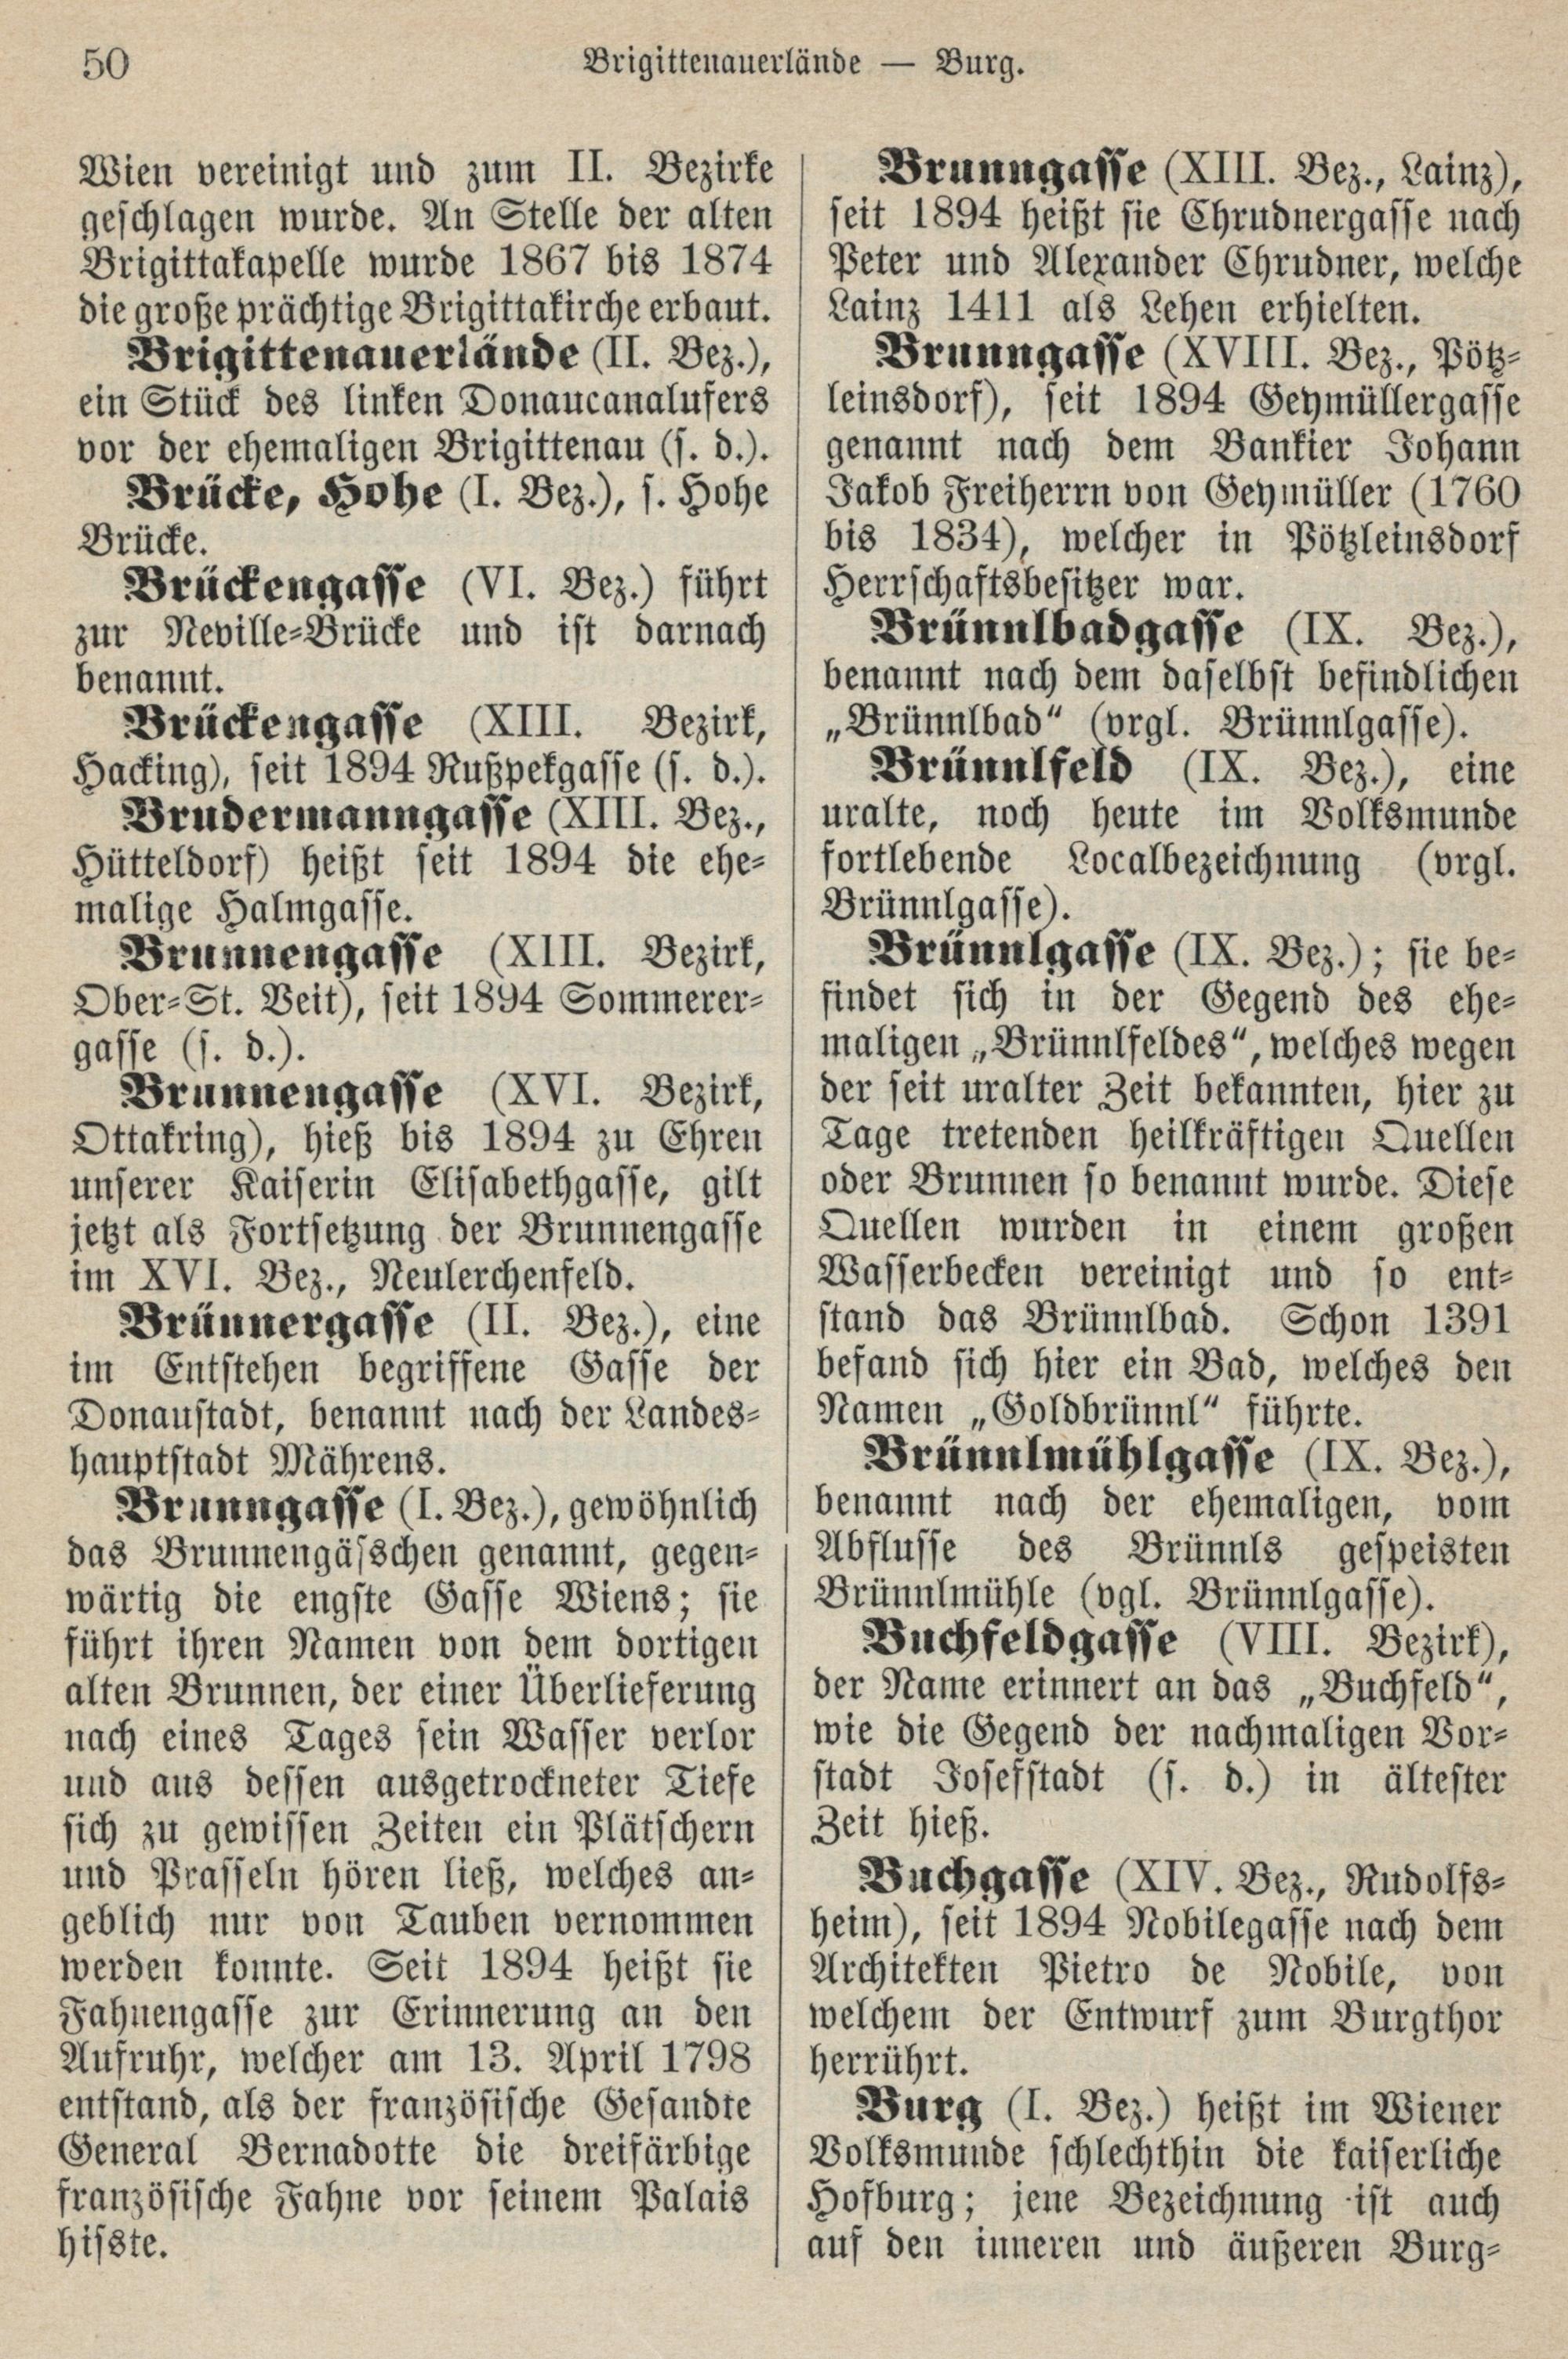 50
Brigittenauerlände — Burg.
Wien vereinigt und zum II. Bezirke
geschlagen wurde. An Stelle der alten
Brigittakapelle wurde 1867 bis 1874
die große prächtige Brigittakirche erbaut.
Brigittenauerlände (II. Bez.),
ein Stück des linken Donaucanalufers
vor der ehemaligen Brigittenau (s. d.).
Brücke, Hohe (I. Bez.), s. Hohe
Brücke.
Brückengasse (VI. Bez.) führt
zur Neville-Brücke und ist darnach
benannt.
Brückengasse (XIII. Bezirk,
Hacking), seit 1894 Rußpekgasse (s. d.).
Brudermanngasse (XIII. Bez.,
Hütteldorf) heißt seit 1894 die ehe-
malige Halmgasse.
Brunnengasse (XIII. Bezirk,
Ober-St. Veit), seit 1894 Sommerer-
gasse (s. d.).
Brunnengasse (XVI. Bezirk,
Ottakring), hieß bis 1894 zu Ehren
unserer Kaiserin Elisabethgasse, gilt
jetzt als Fortsetzung der Brunnengasse
im XVI. Bez., Neulerchenfeld.
Brünnergasse (II. Bez.), eine
im Entstehen begriffene Gasse der
Donaustadt, benannt nach der Landes-
hauptstadt Mährens.
Brunngasse (I. Bez.), gewöhnlich
das Brunnengässchen genannt, gegen-
wärtig die engste Gasse Wiens; sie
führt ihren Namen von dem dortigen
alten Brunnen, der einer Überlieferung
nach eines Tages sein Wasser verlor
und aus dessen ausgetrockneter Tiefe
sich zu gewissen Zeiten ein Plätschern
und Prasseln hören ließ, welches an-
geblich nur von Tauben vernommen
werden konnte. Seit 1894 heißt sie
Fahnengasse zur Erinnerung an den
Aufruhr, welcher am 13. April 1798
entstand, als der französische Gesandte
General Bernadotte die dreifärbige
französische Fahne vor seinem Palais
hisste.
Brunngasse (XIII. Bez., Lainz),
seit 1894 heißt sie Chrudnergasse nach
Peter und Alexander Chrudner, welche
Lainz 1411 als Lehen erhielten.
Brunngasse (XVIII. Bez., Pötz-
leinsdorf), seit 1894 Geymüllergasse
genannt nach dem Bankier Johann
Jakob Freiherrn von Geymüller (1760
bis 1834), welcher in Pötzleinsdorf
Herrschaftsbesitzer war.
Brünnlbadgasse (IX. Bez.),
benannt nach dem daselbst befindlichen
„Brünnlbad“ (vrgl. Brünnlgasse).
Brünnlfeld (IX. Bez.), eine
uralte, noch heute im Volksmunde
fortlebende Localbezeichnung (vrgl.
Brünnlgasse).
Brünnlgasse (IX. Bez.); sie be-
findet sich in der Gegend des ehe-
maligen „Brünnlfeldes“, welches wegen
der seit uralter Zeit bekannten, hier zu
Tage tretenden heilkräftigen Quellen
oder Brunnen so benannt wurde. Diese
Quellen wurden in einem großen
Wasserbecken vereinigt und so ent-
stand das Brünnlbad. Schon 1391
befand sich hier ein Bad, welches den
Namen „Goldbrünnl“ führte.
Brünnlmühlgasse (IX. Bez.),
benannt nach der ehemaligen, vom
Abflusse des Brünnls gespeisten
Brünnlmühle (vgl. Brünnlgasse).
Buchfeldgasse (VIII. Bezirk),
der Name erinnert an das „Buchfeld“,
wie die Gegend der nachmaligen Vor-
stadt Josefstadt (s. d.) in ältester
Zeit hieß.
Buchgasse (XIV. Bez., Rudolfs-
heim), seit 1894 Nobilegasse nach dem
Architekten Pietro de Nobile, von
welchem der Entwurf zum Burgthor
herrührt.
Burg (I. Bez.) heißt im Wiener
Volksmunde schlechthin die kaiserliche
Hofburg; jene Bezeichnung ist auch
auf den inneren und äußeren Burg-